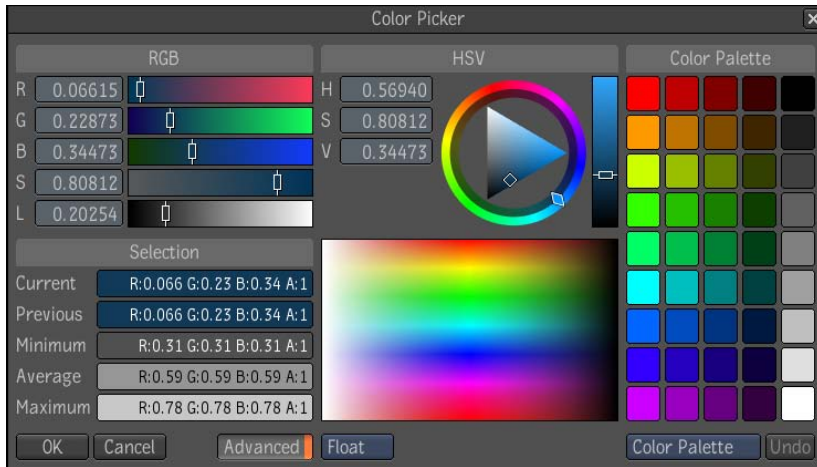 Color Picker
RGB
HSV
Color Palette
R 0.06615
H 0.56940
G 0.22873
S 0.80812
B 0.34473
V 0.34473
S 0.80812
L 0.20254
Selection
Current R:0.066 G:0.23 B:0.34 A:1
Previous R:0.066 G:0.23 B:0.34 A:1
Minimum R:0.31 G:0.31 B:0.31 A:1
Average R:0.59 G:0.59 B:0.59 A:1
Maximum R:0.78 G:0.78 B:0.78 A:1
OK Cancel Advanced Float Color Palette Undo